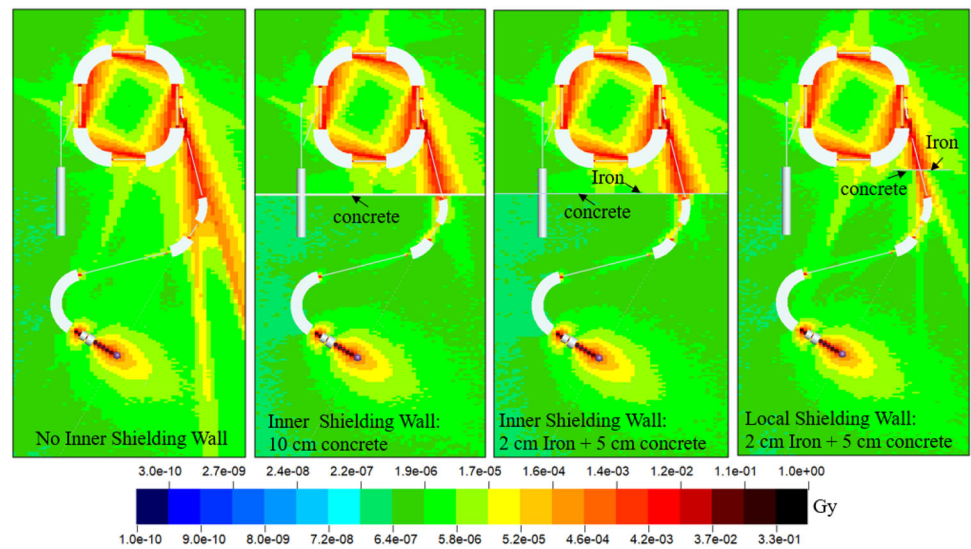 Iron
concrete
concrete
Iron
concrete
No Inner Shielding Wall
Inner Shielding Wall:
10 cm concrete
Inner Shielding Wall:
2 cm Iron + 5 cm concrete
Local Shielding Wall:
2 cm Iron + 5 cm concrete
3.0e-10 2.7e-09 2.4e-08 2.2e-07 1.9e-06 1.7e-05 1.6e-04 1.4e-03 1.2e-02 1.1e-01 1.0e+00
Gy
1.0e-10 9.0e-10 8.0e-09 7.2e-08 6.4e-07 5.8e-06 5.2e-05 4.6e-04 4.2e-03 3.7e-02 3.3e-01